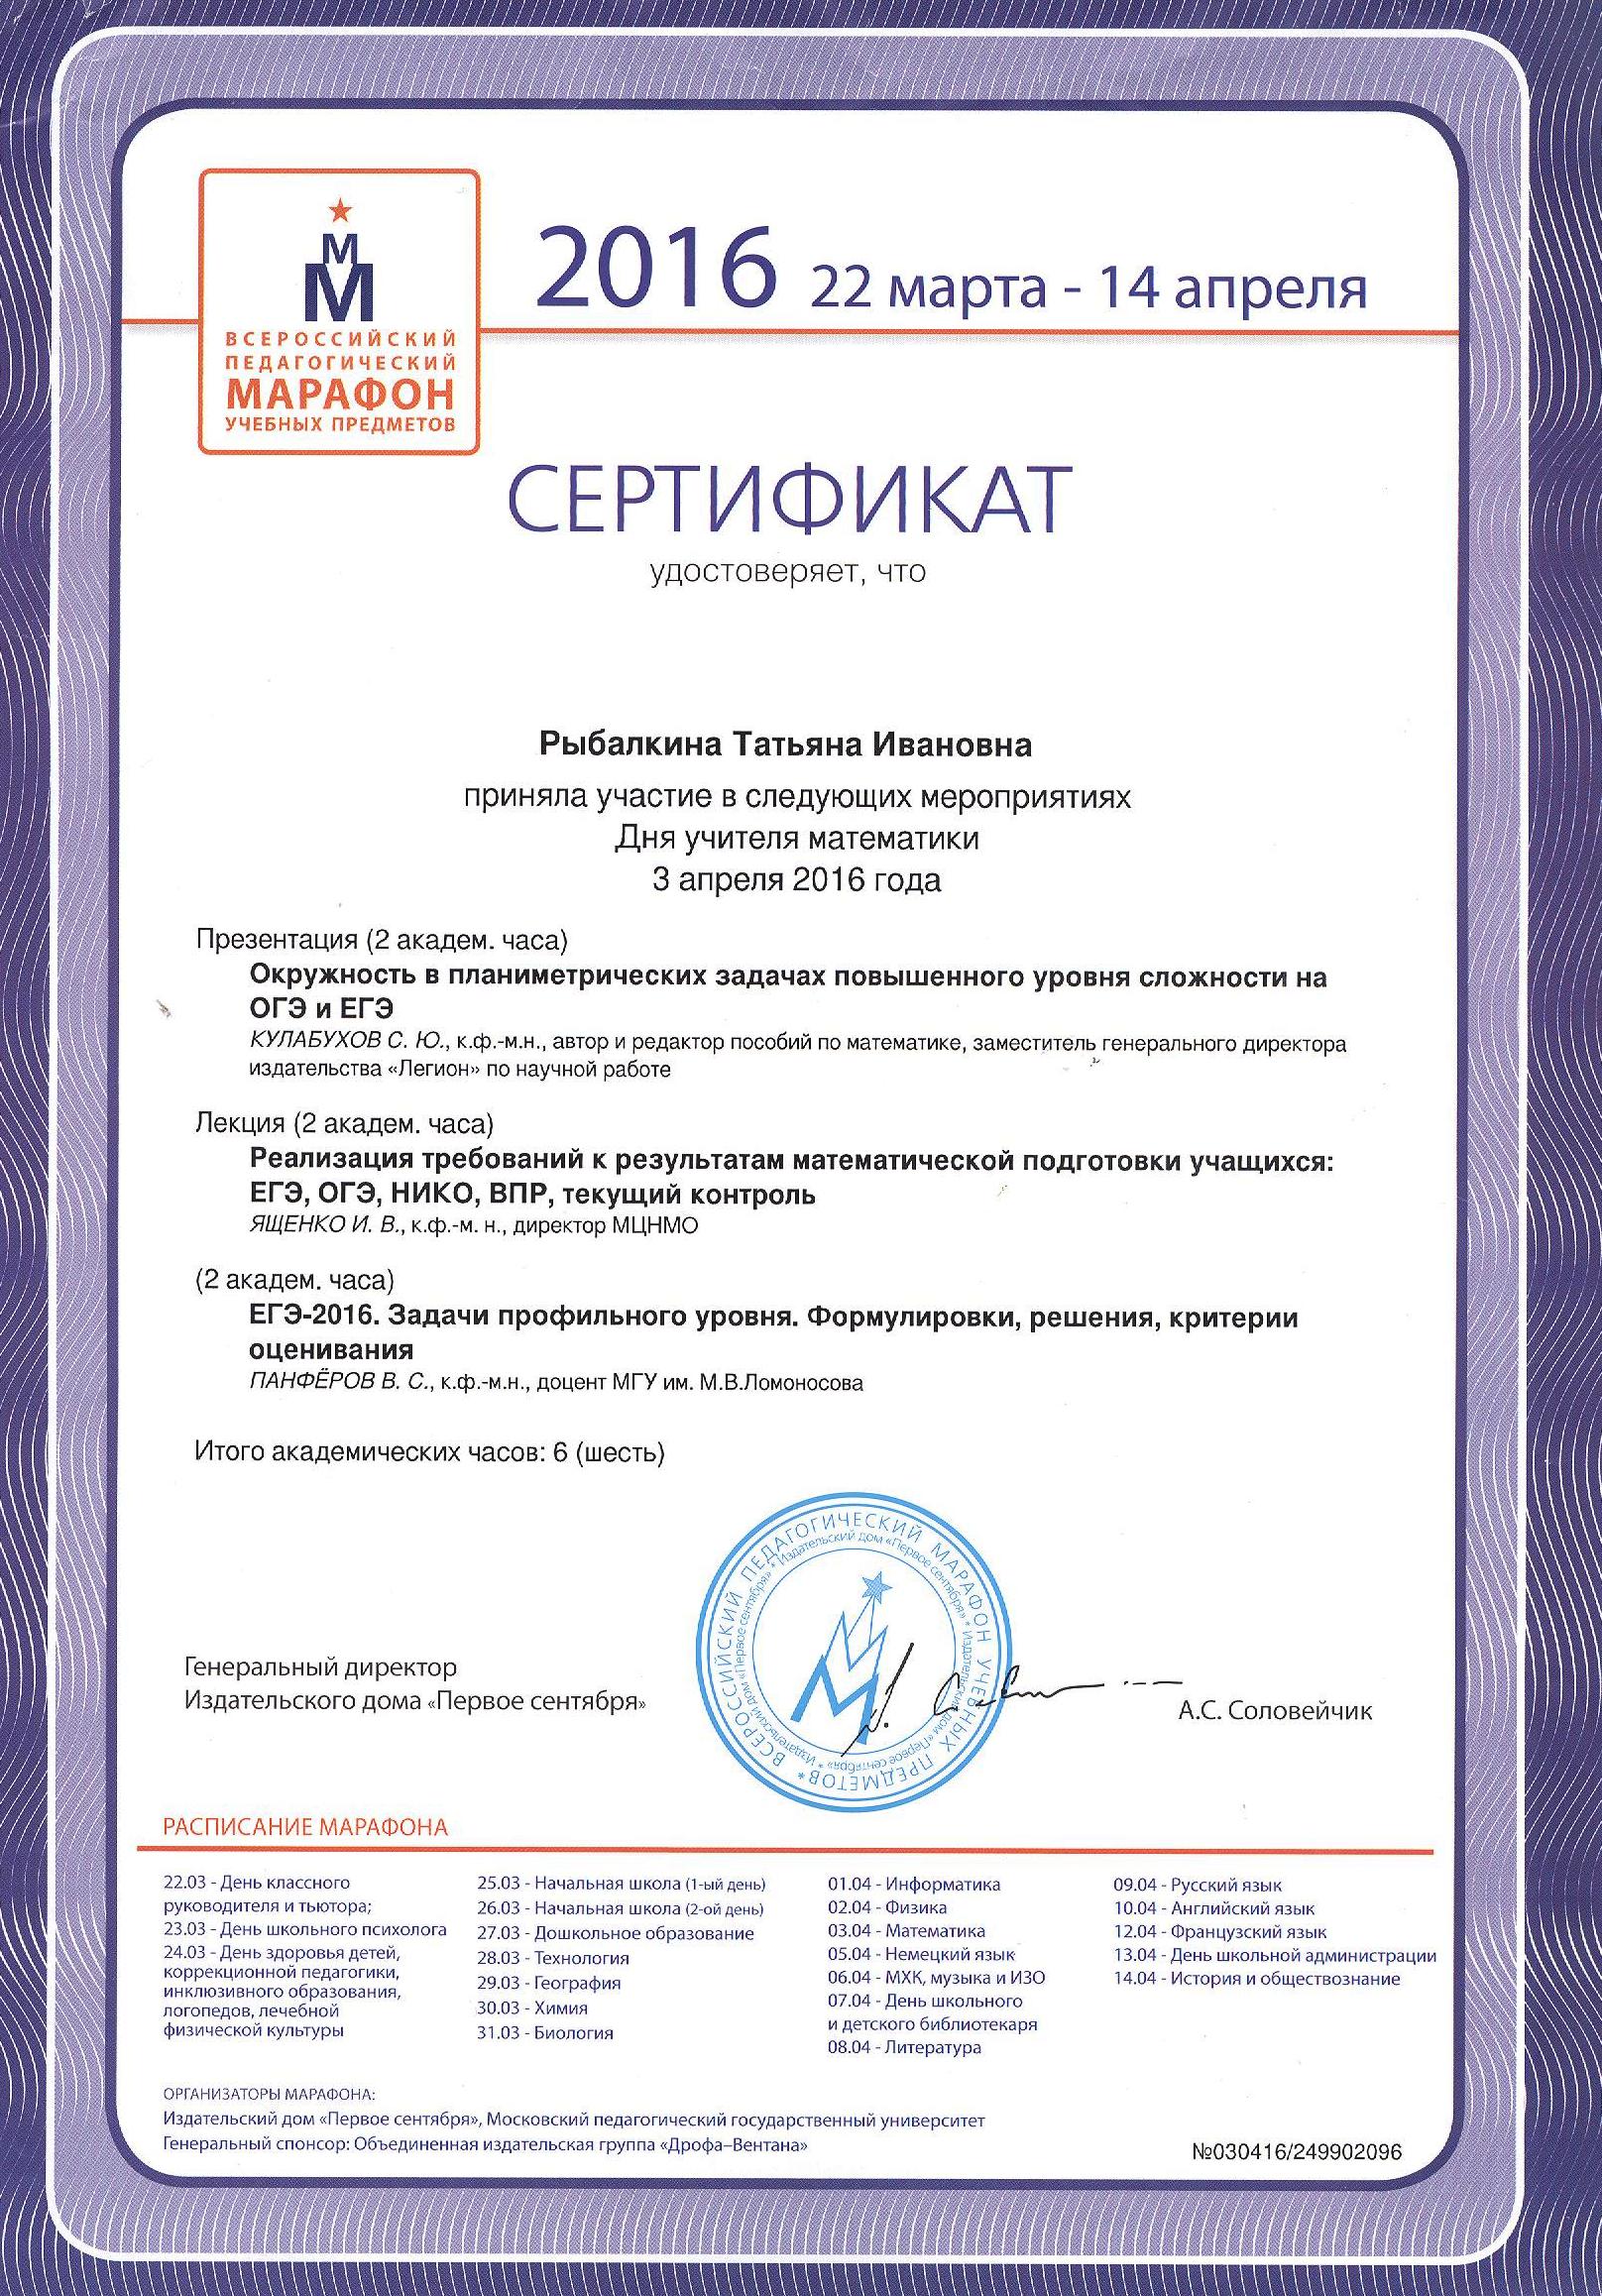 М
М
ВСЕРОССИЙСКИЙ
ПЕДАГОГИЧЕСКИЙ
МАРАФОН
УЧЕБНЫХ ПРЕДМЕТОВ
2016 22 марта - 14 апреля
СЕРТИФИКАТ
удостоверяет, что
Рыбалкина Татьяна Ивановна
приняла участие в следующих мероприятиях
Дня учителя математики
3 апреля 2016 года
Презентация (2 академ. часа)
Окружность в планиметрических задачах повышенного уровня сложности на
ОГЭ и ЕГЭ
КУЛАБУХОВ С. Ю., к.ф.-м.н., автор и редактор пособий по математике, заместитель генерального директора
издательства «Легион» по научной работе
Лекция (2 академ. часа)
Реализация требований к результатам математической подготовки учащихся:
ЕГЭ, ОГЭ, НИКО, ВПР, текущий контроль
ЯЩЕНКО И. В., к.ф.-м. н., директор МЦНМО
(2 академ. часа)
ЕГЭ-2016. Задачи профильного уровня. Формулировки, решения, критерии
оценивания
ПАНФЁРОВ В. С., к.ф.-м.н., доцент МГУ им. М.В.Ломоносова
Итого академических часов: 6 (шесть)
ВСЕРОССИЙСКИЙ ПЕДАГОГИЧЕСКИЙ МАРАФОН УЧЕБНЫХ ПРЕДМЕТОВ*
Издательский дом «Первое сентября» * Издательский дом «Первое сентября» * Издательский дом «Первое сентября» *
Генеральный директор
Издательского дома «Первое сентября»
А.С. Соловейчик
РАСПИСАНИЕ МАРАФОНА
22.03 - День классного
руководителя и тьютора;
23.03 - День школьного психолога
24.03 - День здоровья детей,
коррекционной педагогики,
инклюзивного образования,
логопедов, лечебной
физической культуры
25.03 - Начальная школа (1-ый день)
26.03 - Начальная школа (2-ой день)
27.03 - Дошкольное образование
28.03 - Технология
29.03 - География
30.03 - Химия
31.03 - Биология
01.04 - Информатика
02.04 - Физика
03.04 - Математика
05.04 - Немецкий язык
06.04 - МХК, музыка и ИЗО
07.04 - День школьного
и детского библиотекаря
08.04 - Литература
09.04 - Русский язык
10.04 - Английский язык
12.04 - Французский язык
13.04 - День школьной администрации
14.04 - История и обществознание
ОРГАНИЗАТОРЫ МАРАФОНА:
Издательский дом «Первое сентября», Московский педагогический государственный университет
Генеральный спонсор: Объединенная издательская группа «Дрофа–Вентана»
№030416/249902096